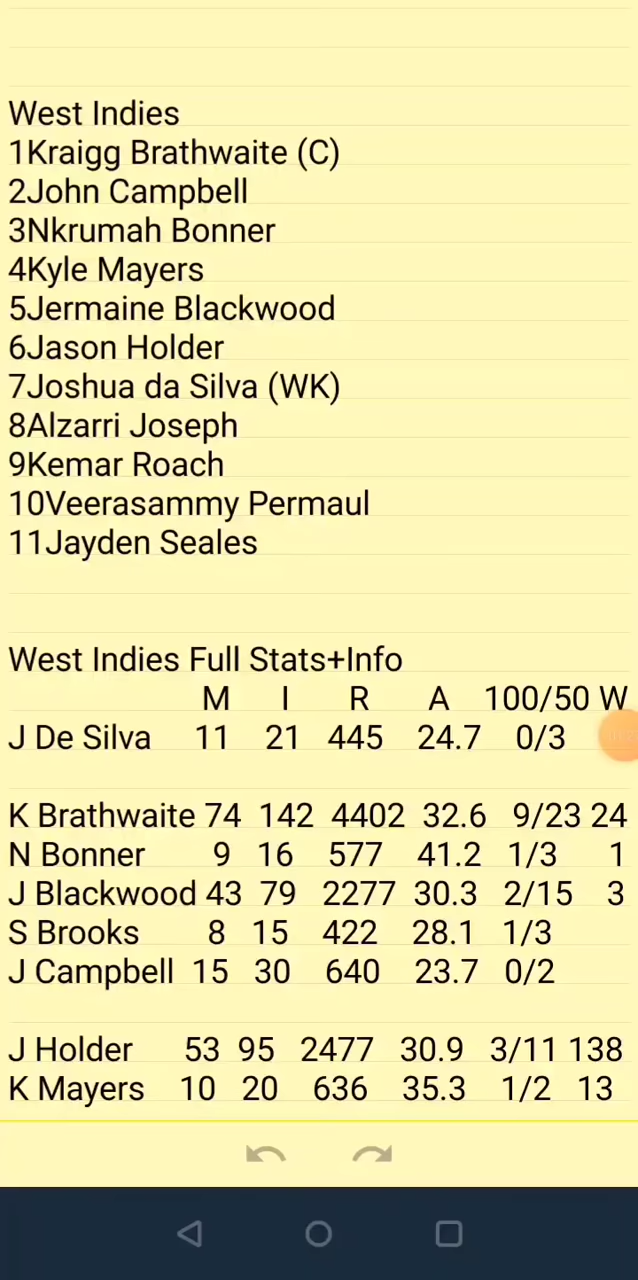 West Indies
1Kraigg Brathwaite (C)
2John Campbell
3Nkrumah Bonner
4Kyle Mayers
5Jermaine Blackwood
6Jason Holder
7Joshua da Silva (WK)
8Alzarri Joseph
9Kemar Roach
10Veerasammy Permaul
11Jayden Seales
West Indies Full Stats+Info
M I R A 100/50 W
J De Silva 11 21 445 24.7 0/3
K Brathwaite 74 142 4402 32.6 9/23 24
N Bonner 9 16 577 41.2 1/3 1
J Blackwood 43 79 2277 30.3 2/15 3
S Brooks 8 15 422 28.1 1/3
J Campbell 15 30 640 23.7 0/2
J Holder 53 95 2477 30.9 3/11 138
K Mayers 10 20 636 35.3 1/2 13